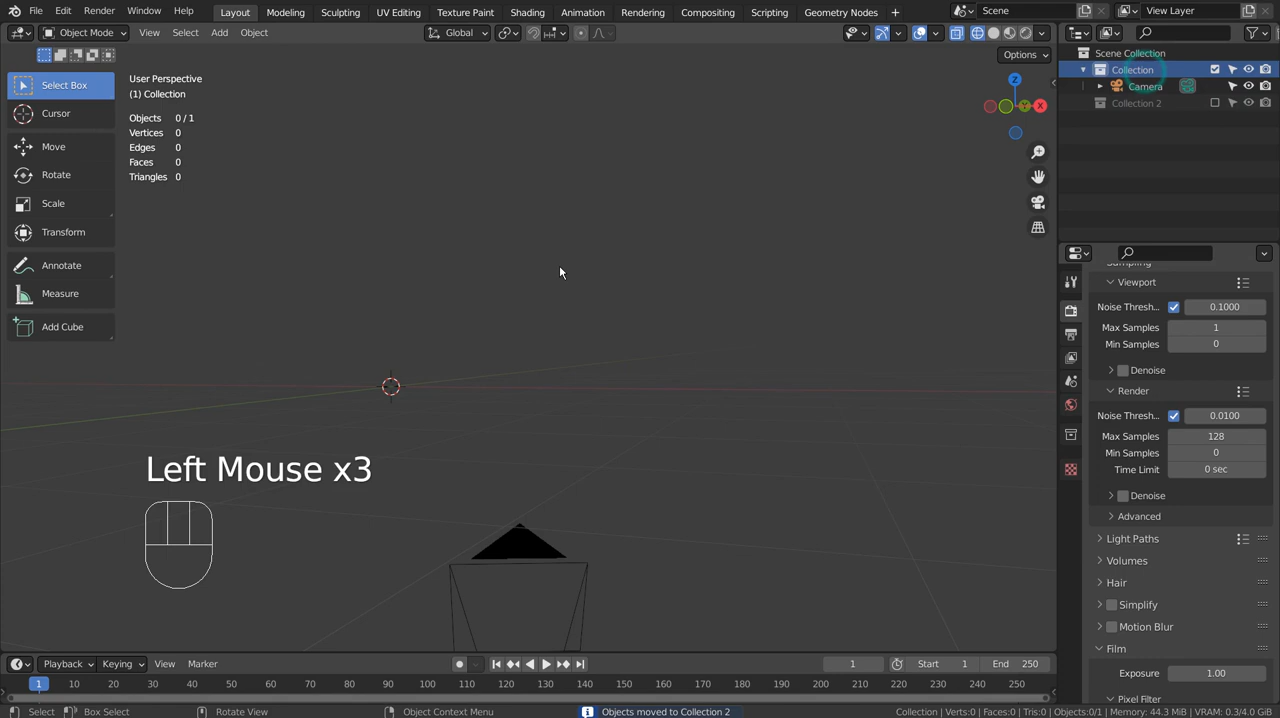 File Edit Render Window Help Layout Modeling Sculpting UV Editing Texture Paint Shading Animation Rendering Compositing Scripting Geometry Nodes + Scene View Layer
Object Mode View Select Add Object Global
Options
Select Box
Cursor
Move
Rotate
Scale
Transform
Annotate
Measure
Add Cube
User Perspective
(1) Collection
Objects 0 / 1
Vertices 0
Edges 0
Faces 0
Triangles 0
Z
Y
X
Left Mouse x3
Scene Collection
Collection
Camera
Collection 2
Sampling
Viewport
Noise Thresh... 0.1000
Max Samples 1
Min Samples 0
Denoise
Render
Noise Thresh... 0.0100
Max Samples 128
Min Samples 0
Time Limit 0 sec
Denoise
Advanced
Light Paths
Volumes
Hair
Simplify
Motion Blur
Film
Exposure 1.00
Pixel Filter
Playback Keying View Marker 1 Start 1 End 250
1 10 20 30 40 50 60 70 80 90 100 110 120 130 140 150 160 170 180 190 200 210 220 230 240 250
Select Box Select Rotate View Object Context Menu Objects moved to Collection 2 Collection | Verts:0 | Faces:0 | Tris:0 | Objects:0/1 | Memory: 44.3 MiB | VRAM: 0.3/4.0 GiB